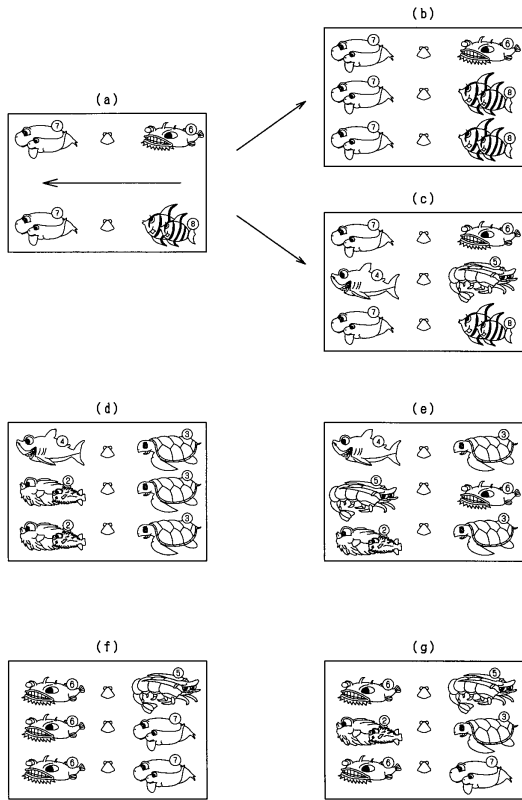 (b)
⑦ ⑥
(a)
⑦ ⑧
⑦ ⑥
⑦ ⑧
(c)
⑦ ⑧
⑦ ⑥
④ ⑤
⑦ ⑧
(d) (e)
④ ③ ④ ③
② ③ ⑤ ⑥
② ③ ② ③
(f) (g)
⑥ ⑤ ⑥ ⑤
⑥ ⑦ ② ③
⑥ ⑦ ⑥ ⑦